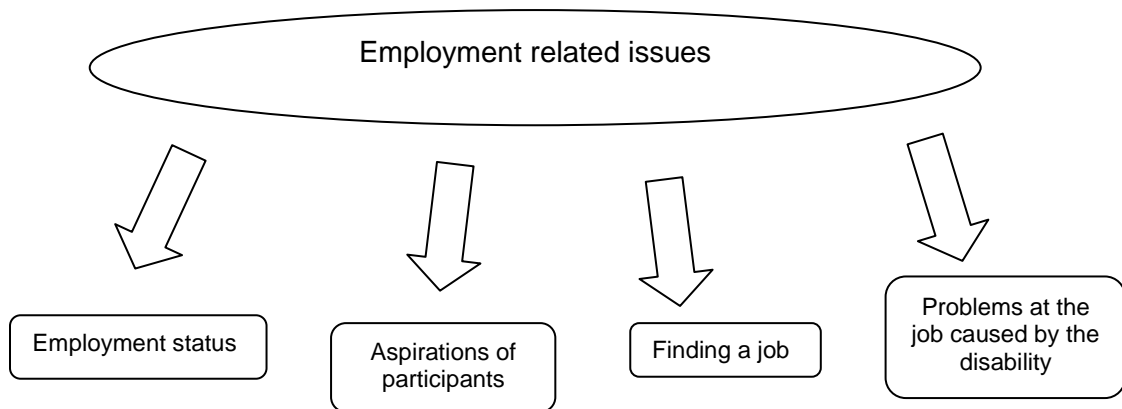 Employment related issues
Employment status
Aspirations of
participants
Finding a job
Problems at the
job caused by the
disability